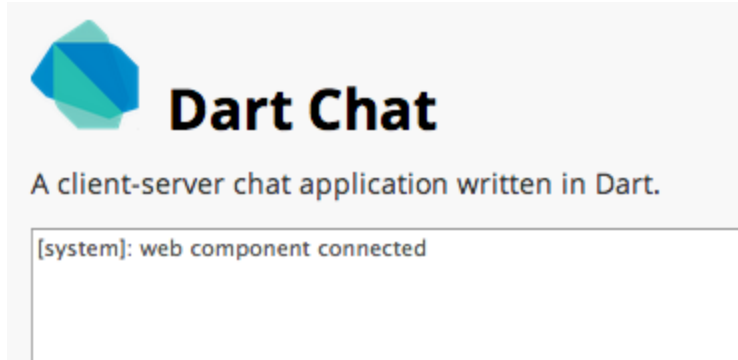 Dart Chat
A client-server chat application written in Dart.
[system]: web component connected